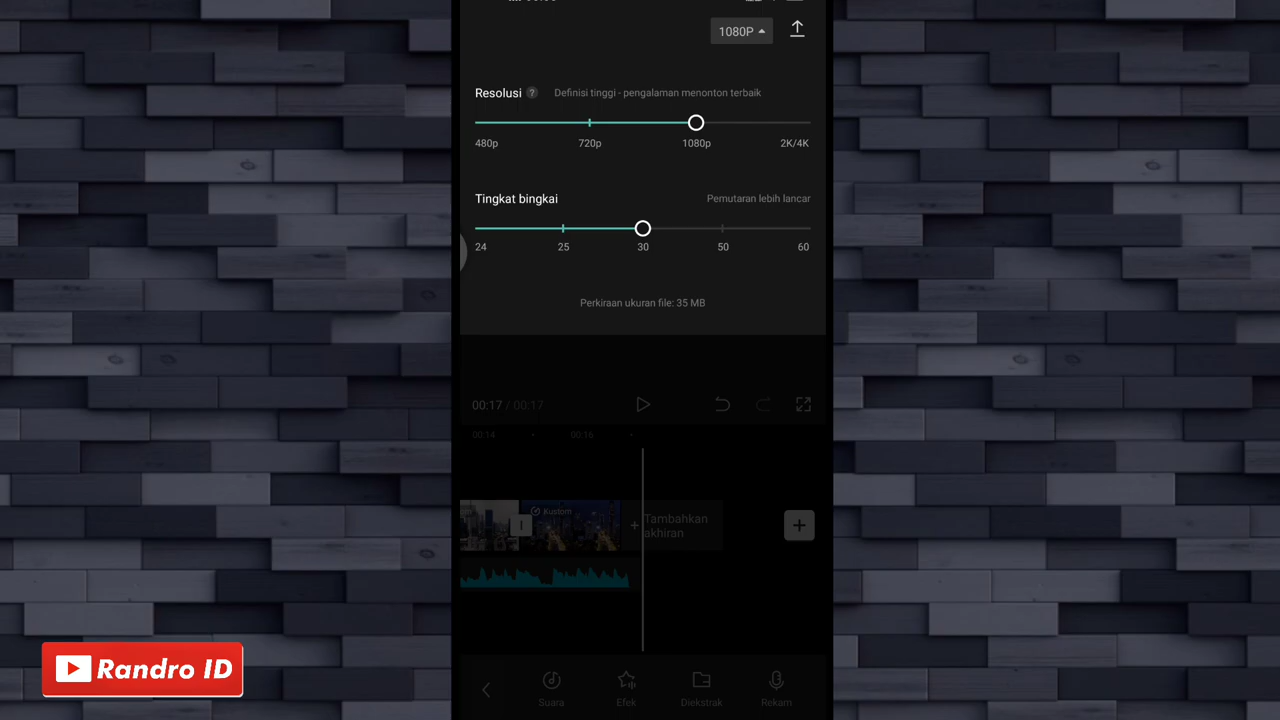 1080P
Resolusi ? Definisi tinggi - pengalaman menonton terbaik
480p 720p 1080p 2K/4K
Tingkat bingkai Pemutaran lebih lancar
24 25 30 50 60
Perkiraan ukuran file: 35 MB
00:17 / 00:17
00:14 00:16
Kustom
+ Tambahkan
akhiran
Suara Efek Diekstrak Rekam
Randro ID